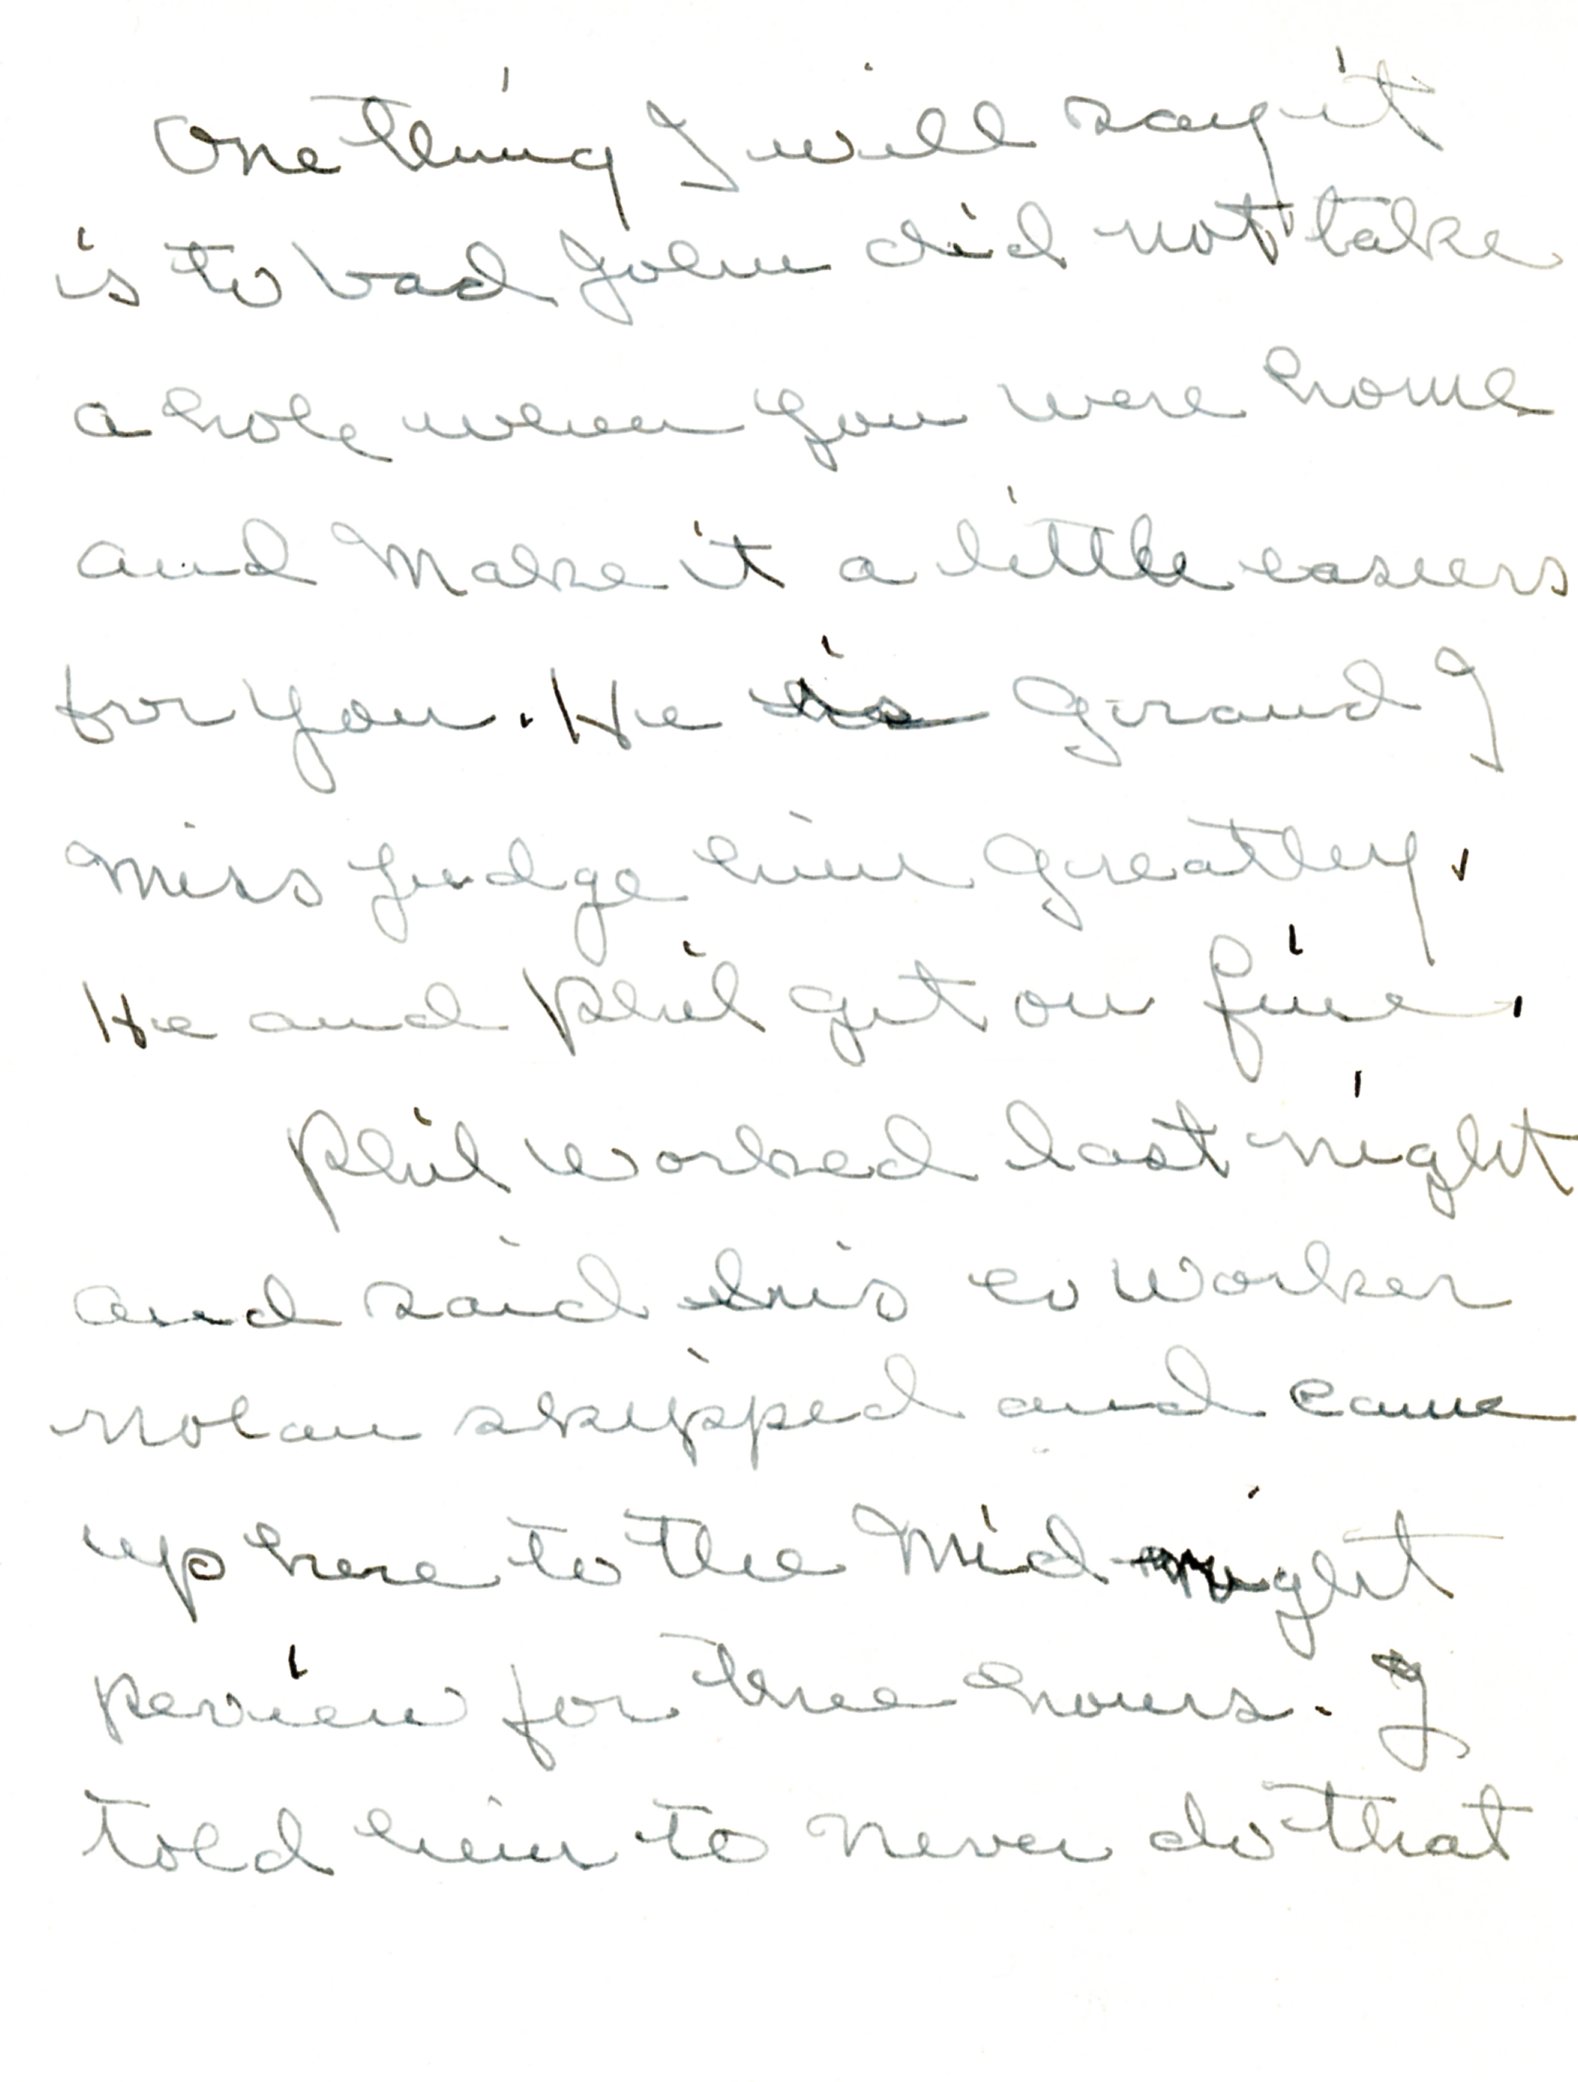 One thing I will say it
is to bad John did not take
a hole when you were home
and make it a little easiers
for you. He is Grand I
miss judge him greatley.
He and Phil get on fine.
Phil worked last night
and said his co worker
Nolan skipped and came
up here to the Mid-night
peview for three hours. I
told him to never do that